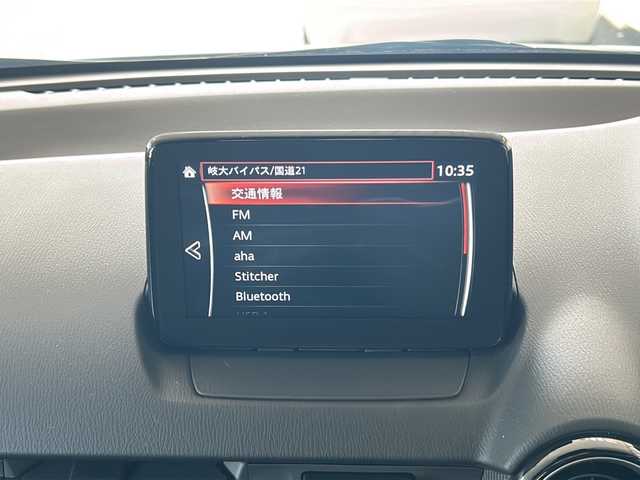 岐大バイパス/国道21 10:35
交通情報
FM
AM
aha
Stitcher
Bluetooth